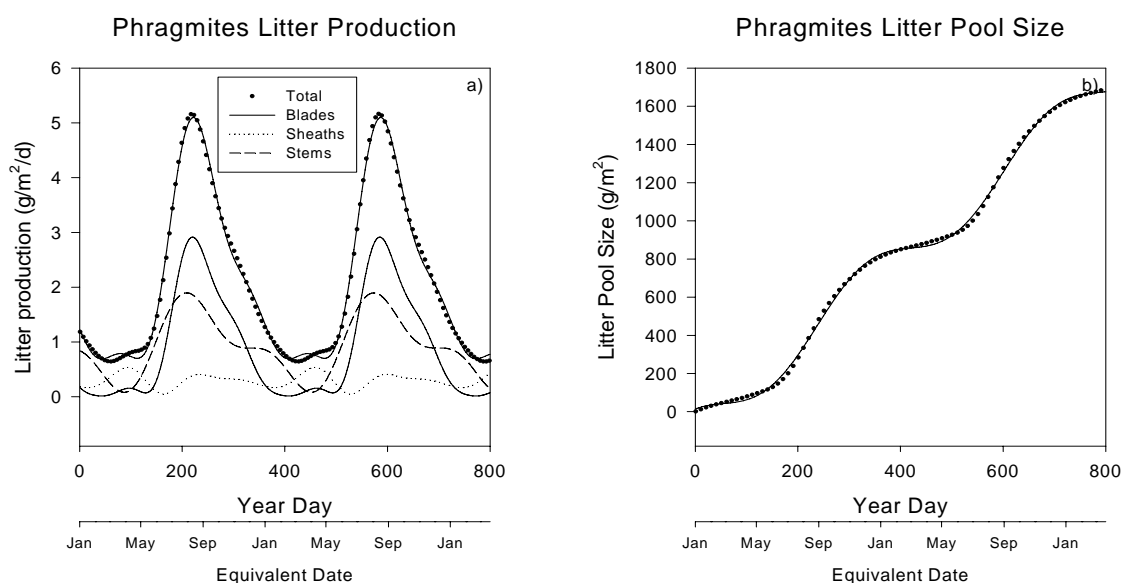 Phragmites Litter Production
Phragmites Litter Pool Size
a)
Total
Blades
Sheaths
Stems
Litter production (g/m²/d)
6
5
4
3
2
1
0
0 200 400 600 800
Year Day
Jan May Sep Jan May Sep Jan
Equivalent Date
b)
Litter Pool Size (g/m²)
1800
1600
1400
1200
1000
800
600
400
200
0
0 200 400 600 800
Year Day
Jan May Sep Jan May Sep Jan
Equivalent Date